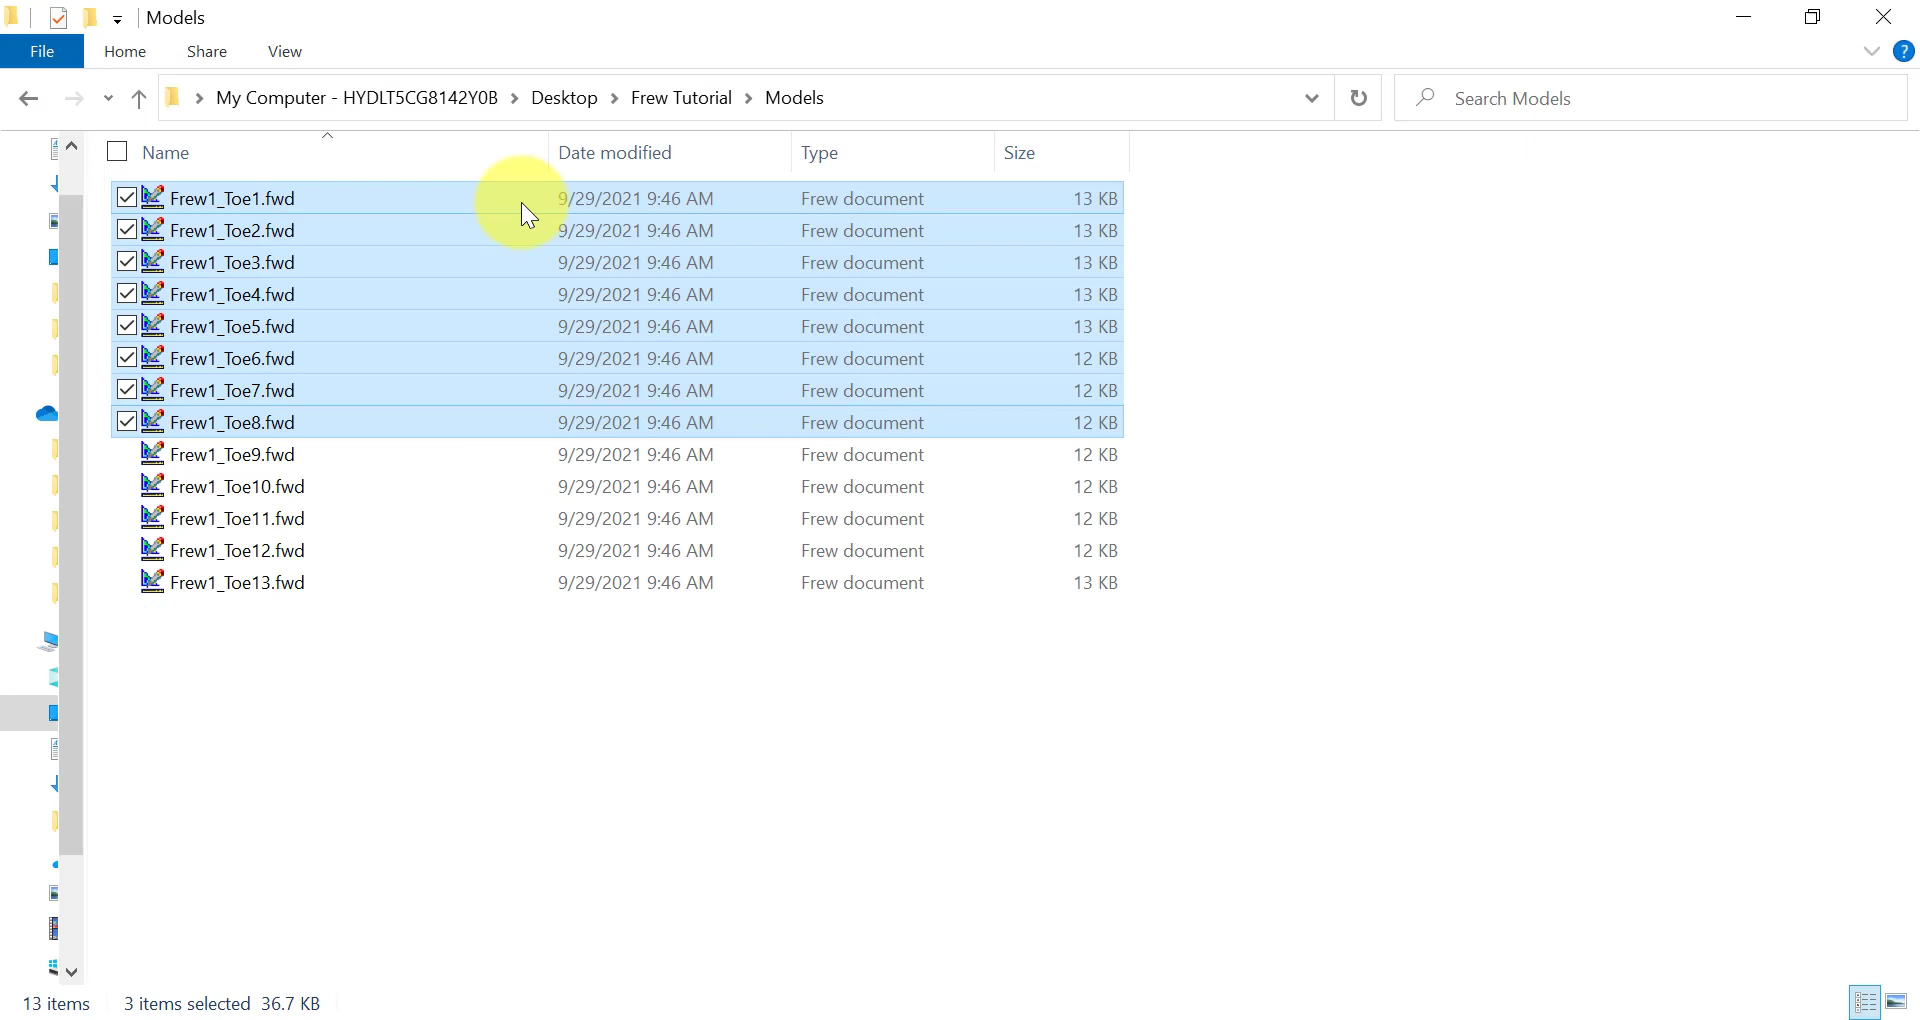 Models
File Home Share View
?
My Computer - HYDLT5CG8142Y0B > Desktop > Frew Tutorial > Models
Search Models
Name Date modified Type Size
Frew1_Toe1.fwd 9/29/2021 9:46 AM Frew document 13 KB
Frew1_Toe2.fwd 9/29/2021 9:46 AM Frew document 13 KB
Frew1_Toe3.fwd 9/29/2021 9:46 AM Frew document 13 KB
Frew1_Toe4.fwd 9/29/2021 9:46 AM Frew document 13 KB
Frew1_Toe5.fwd 9/29/2021 9:46 AM Frew document 13 KB
Frew1_Toe6.fwd 9/29/2021 9:46 AM Frew document 12 KB
Frew1_Toe7.fwd 9/29/2021 9:46 AM Frew document 12 KB
Frew1_Toe8.fwd 9/29/2021 9:46 AM Frew document 12 KB
Frew1_Toe9.fwd 9/29/2021 9:46 AM Frew document 12 KB
Frew1_Toe10.fwd 9/29/2021 9:46 AM Frew document 12 KB
Frew1_Toe11.fwd 9/29/2021 9:46 AM Frew document 12 KB
Frew1_Toe12.fwd 9/29/2021 9:46 AM Frew document 12 KB
Frew1_Toe13.fwd 9/29/2021 9:46 AM Frew document 13 KB
13 items 3 items selected 36.7 KB